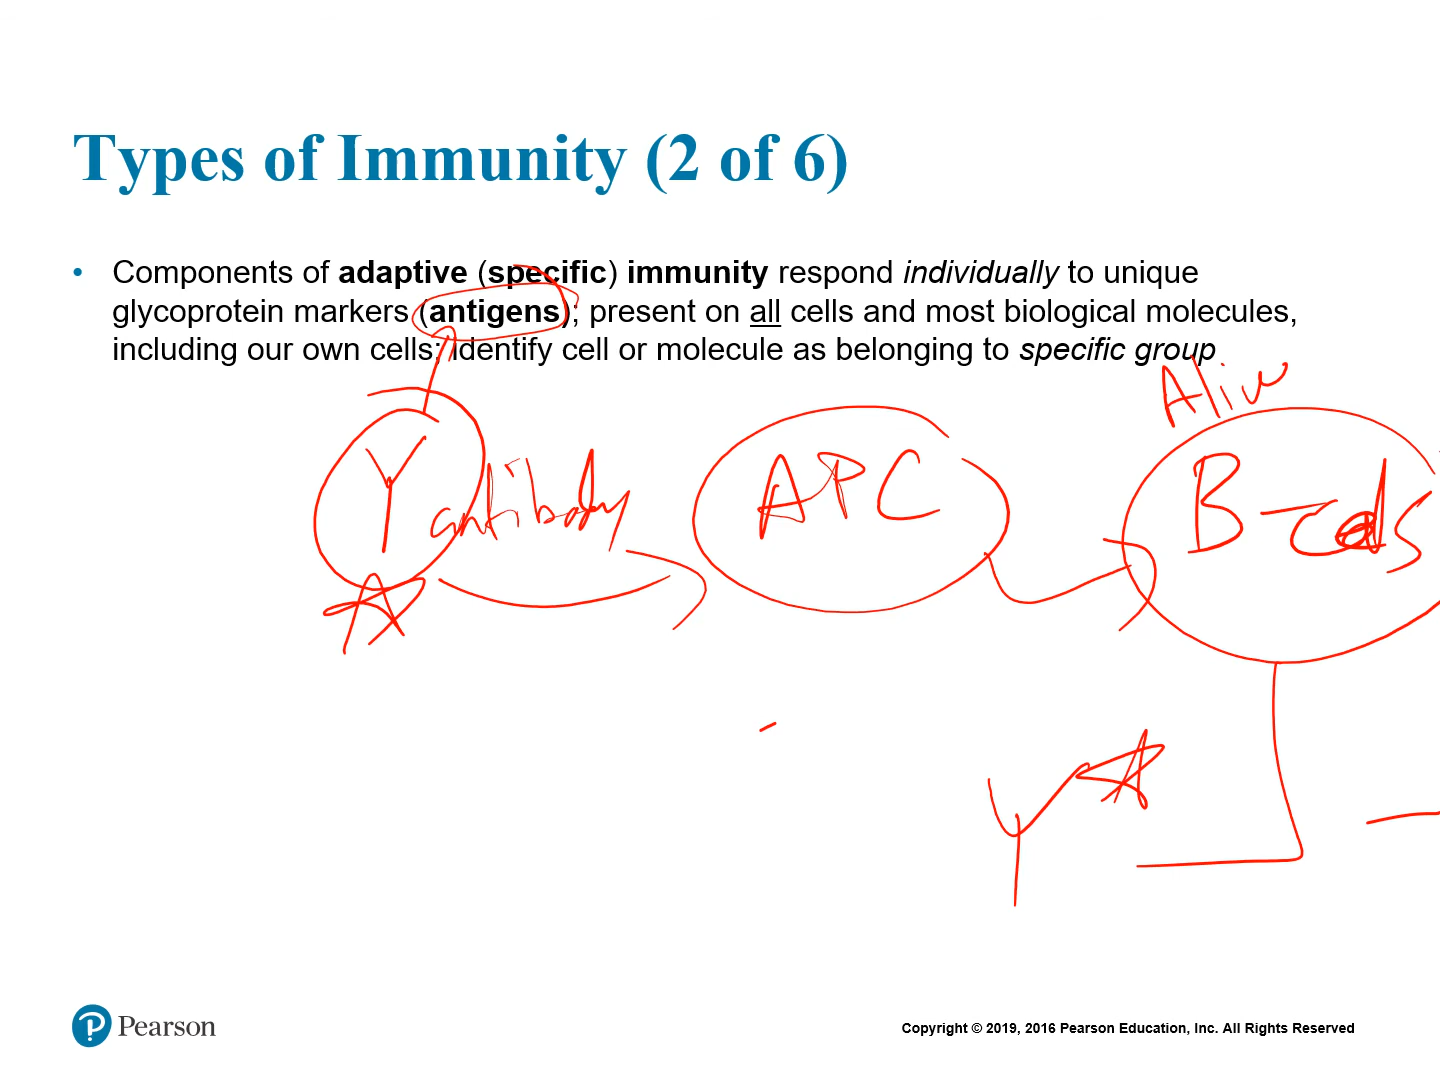 Types of Immunity (2 of 6)
• Components of adaptive (specific) immunity respond individually to unique
glycoprotein markers (antigens); present on all cells and most biological molecules,
including our own cells; identify cell or molecule as belonging to specific group
Alive
Y antibody
APC
B-cells
Y
Pearson
Copyright © 2019, 2016 Pearson Education, Inc. All Rights Reserved